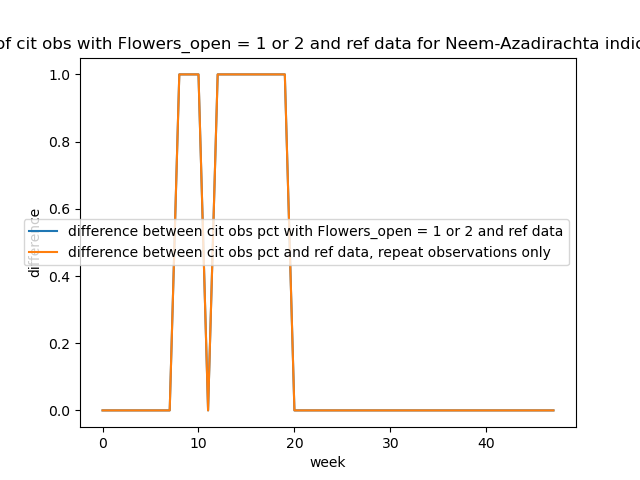 of cit obs with Flowers_open = 1 or 2 and ref data for Neem-Azadirachta indic
1.0
0.8
0.6
0.4
0.2
0.0
difference
difference between cit obs pct with Flowers_open = 1 or 2 and ref data
difference between cit obs pct and ref data, repeat observations only
0
10
20
30
40
week